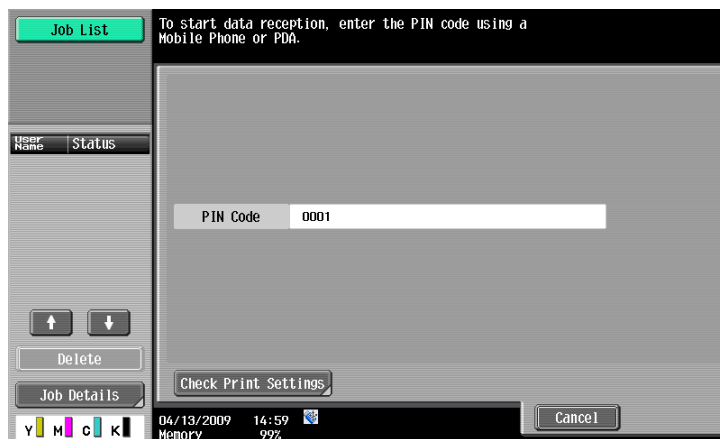 Job List
To start data reception, enter the PIN code using a
Mobile Phone or PDA.
User Name Status
PIN Code 0001
Delete
Job Details
Check Print Settings
Y M C K
04/13/2009 14:59
Memory 99%
Cancel